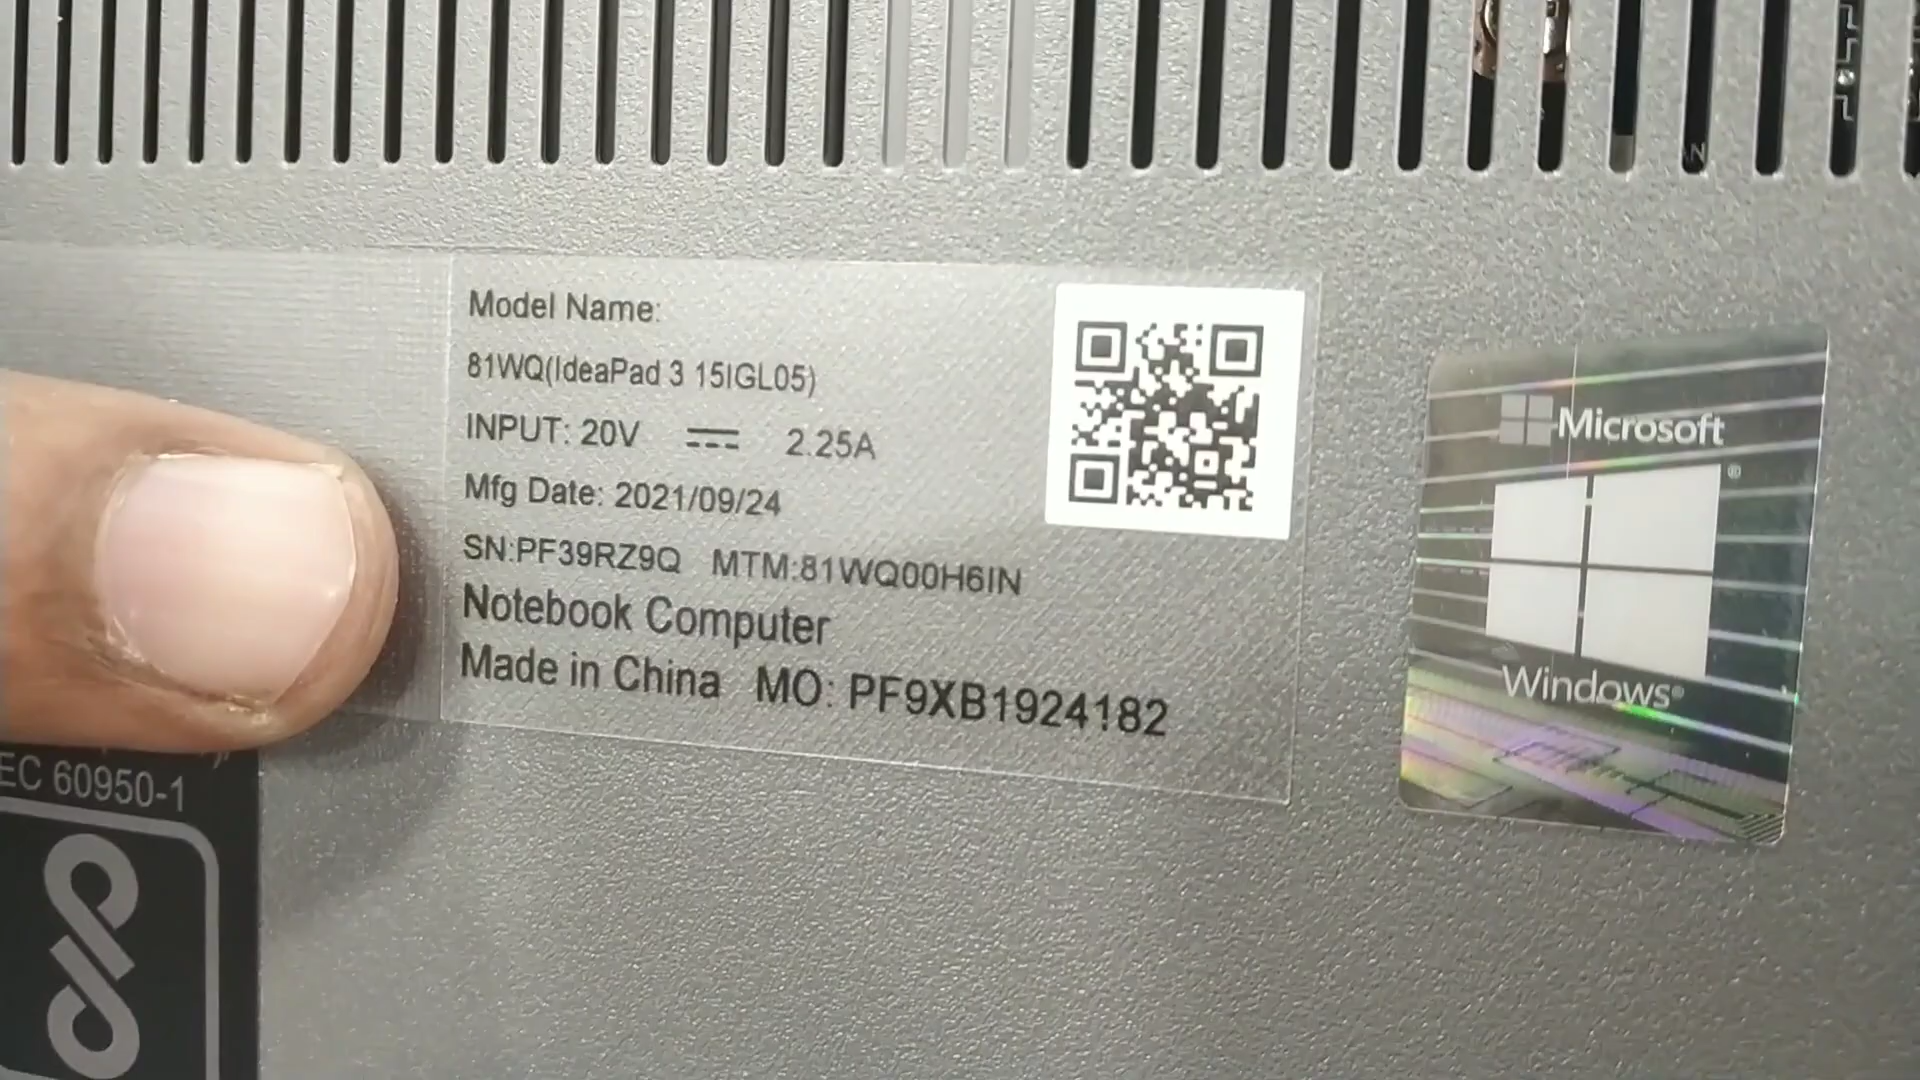 Model Name:
81WQ(IdeaPad 3 15IGL05)
INPUT: 20V 2.25A
Mfg Date: 2021/09/24
SN:PF39RZ9Q MTM:81WQ00H6IN
Notebook Computer
Made in China MO: PF9XB1924182
Microsoft
®
Windows®
EC 60950-1
N